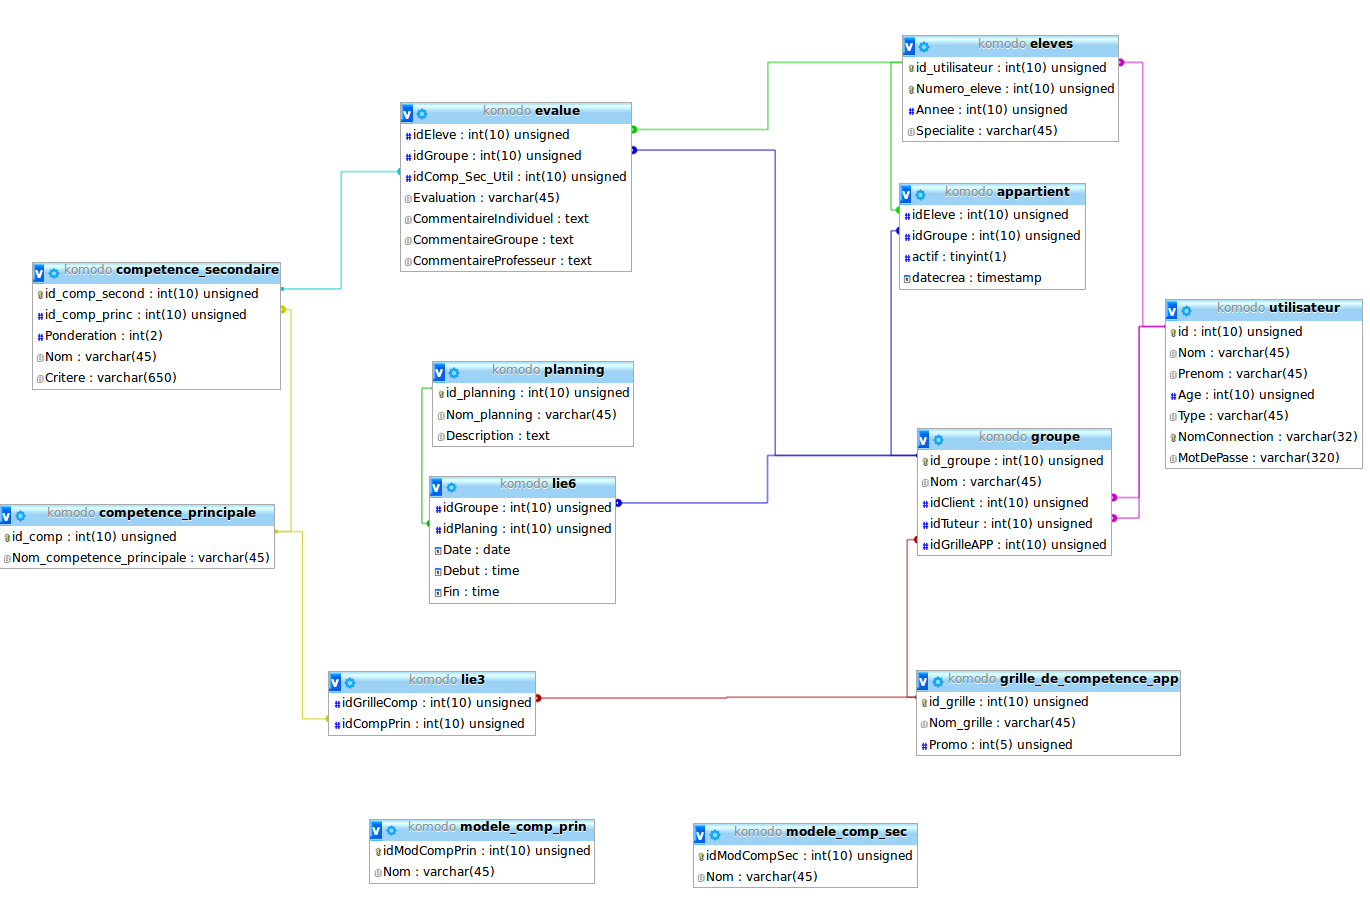 komodo eleves
id_utilisateur : int(10) unsigned
Numero_eleve : int(10) unsigned
Annee : int(10) unsigned
Specialite : varchar(45)
v komodo evalue
idEleve : int(10) unsigned
idGroupe : int(10) unsigned
idComp_Sec_Util : int(10) unsigned
Evaluation : varchar(45)
CommentaireIndividuel : text
CommentaireGroupe : text
CommentaireProfesseur : text
v komodo appartient
idEleve : int(10) unsigned
idGroupe : int(10) unsigned
actif : tinyint(1)
datecrea : timestamp
v komodo competence_secondaire
id_comp_second : int(10) unsigned
id_comp_princ : int(10) unsigned
Ponderation : int(2)
Nom : varchar(45)
Critere : varchar(650)
v komodo utilisateur
id : int(10) unsigned
Nom : varchar(45)
Prenom : varchar(45)
Age : int(10) unsigned
Type : varchar(45)
NomConnection : varchar(32)
MotDePasse : varchar(320)
v komodo planning
id_planning : int(10) unsigned
Nom_planning : varchar(45)
Description : text
v komodo groupe
id_groupe : int(10) unsigned
Nom : varchar(45)
idClient : int(10) unsigned
idTuteur : int(10) unsigned
idGrilleAPP : int(10) unsigned
v komodo lie6
idGroupe : int(10) unsigned
idPlaning : int(10) unsigned
Date : date
Debut : time
Fin : time
v komodo competence_principale
id_comp : int(10) unsigned
Nom_competence_principale : varchar(45)
v komodo lie3
idGrilleComp : int(10) unsigned
idCompPrin : int(10) unsigned
v komodo grille_de_competence_app
id_grille : int(10) unsigned
Nom_grille : varchar(45)
Promo : int(5) unsigned
v komodo modele_comp_prin
idModCompPrin : int(10) unsigned
Nom : varchar(45)
v komodo modele_comp_sec
idModCompSec : int(10) unsigned
Nom : varchar(45)